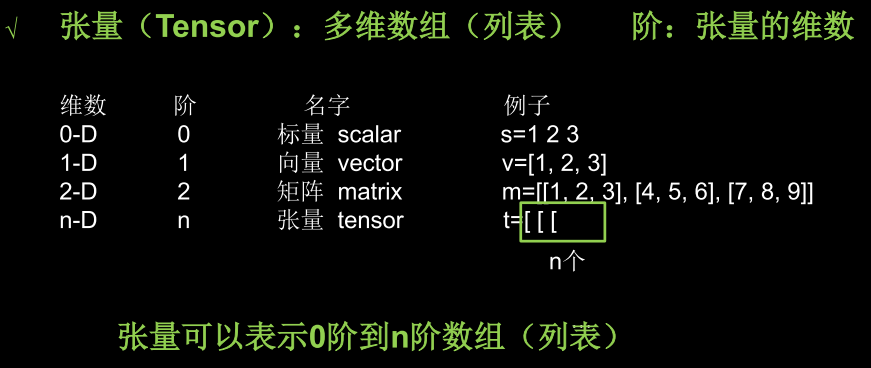 √ 张量（Tensor）：多维数组（列表） 阶：张量的维数
维数 阶 名字 例子
0-D 0 标量 scalar s=1 2 3
1-D 1 向量 vector v=[1, 2, 3]
2-D 2 矩阵 matrix m=[[1, 2, 3], [4, 5, 6], [7, 8, 9]]
n-D n 张量 tensor t=[ [ [
n个
张量可以表示0阶到n阶数组（列表）